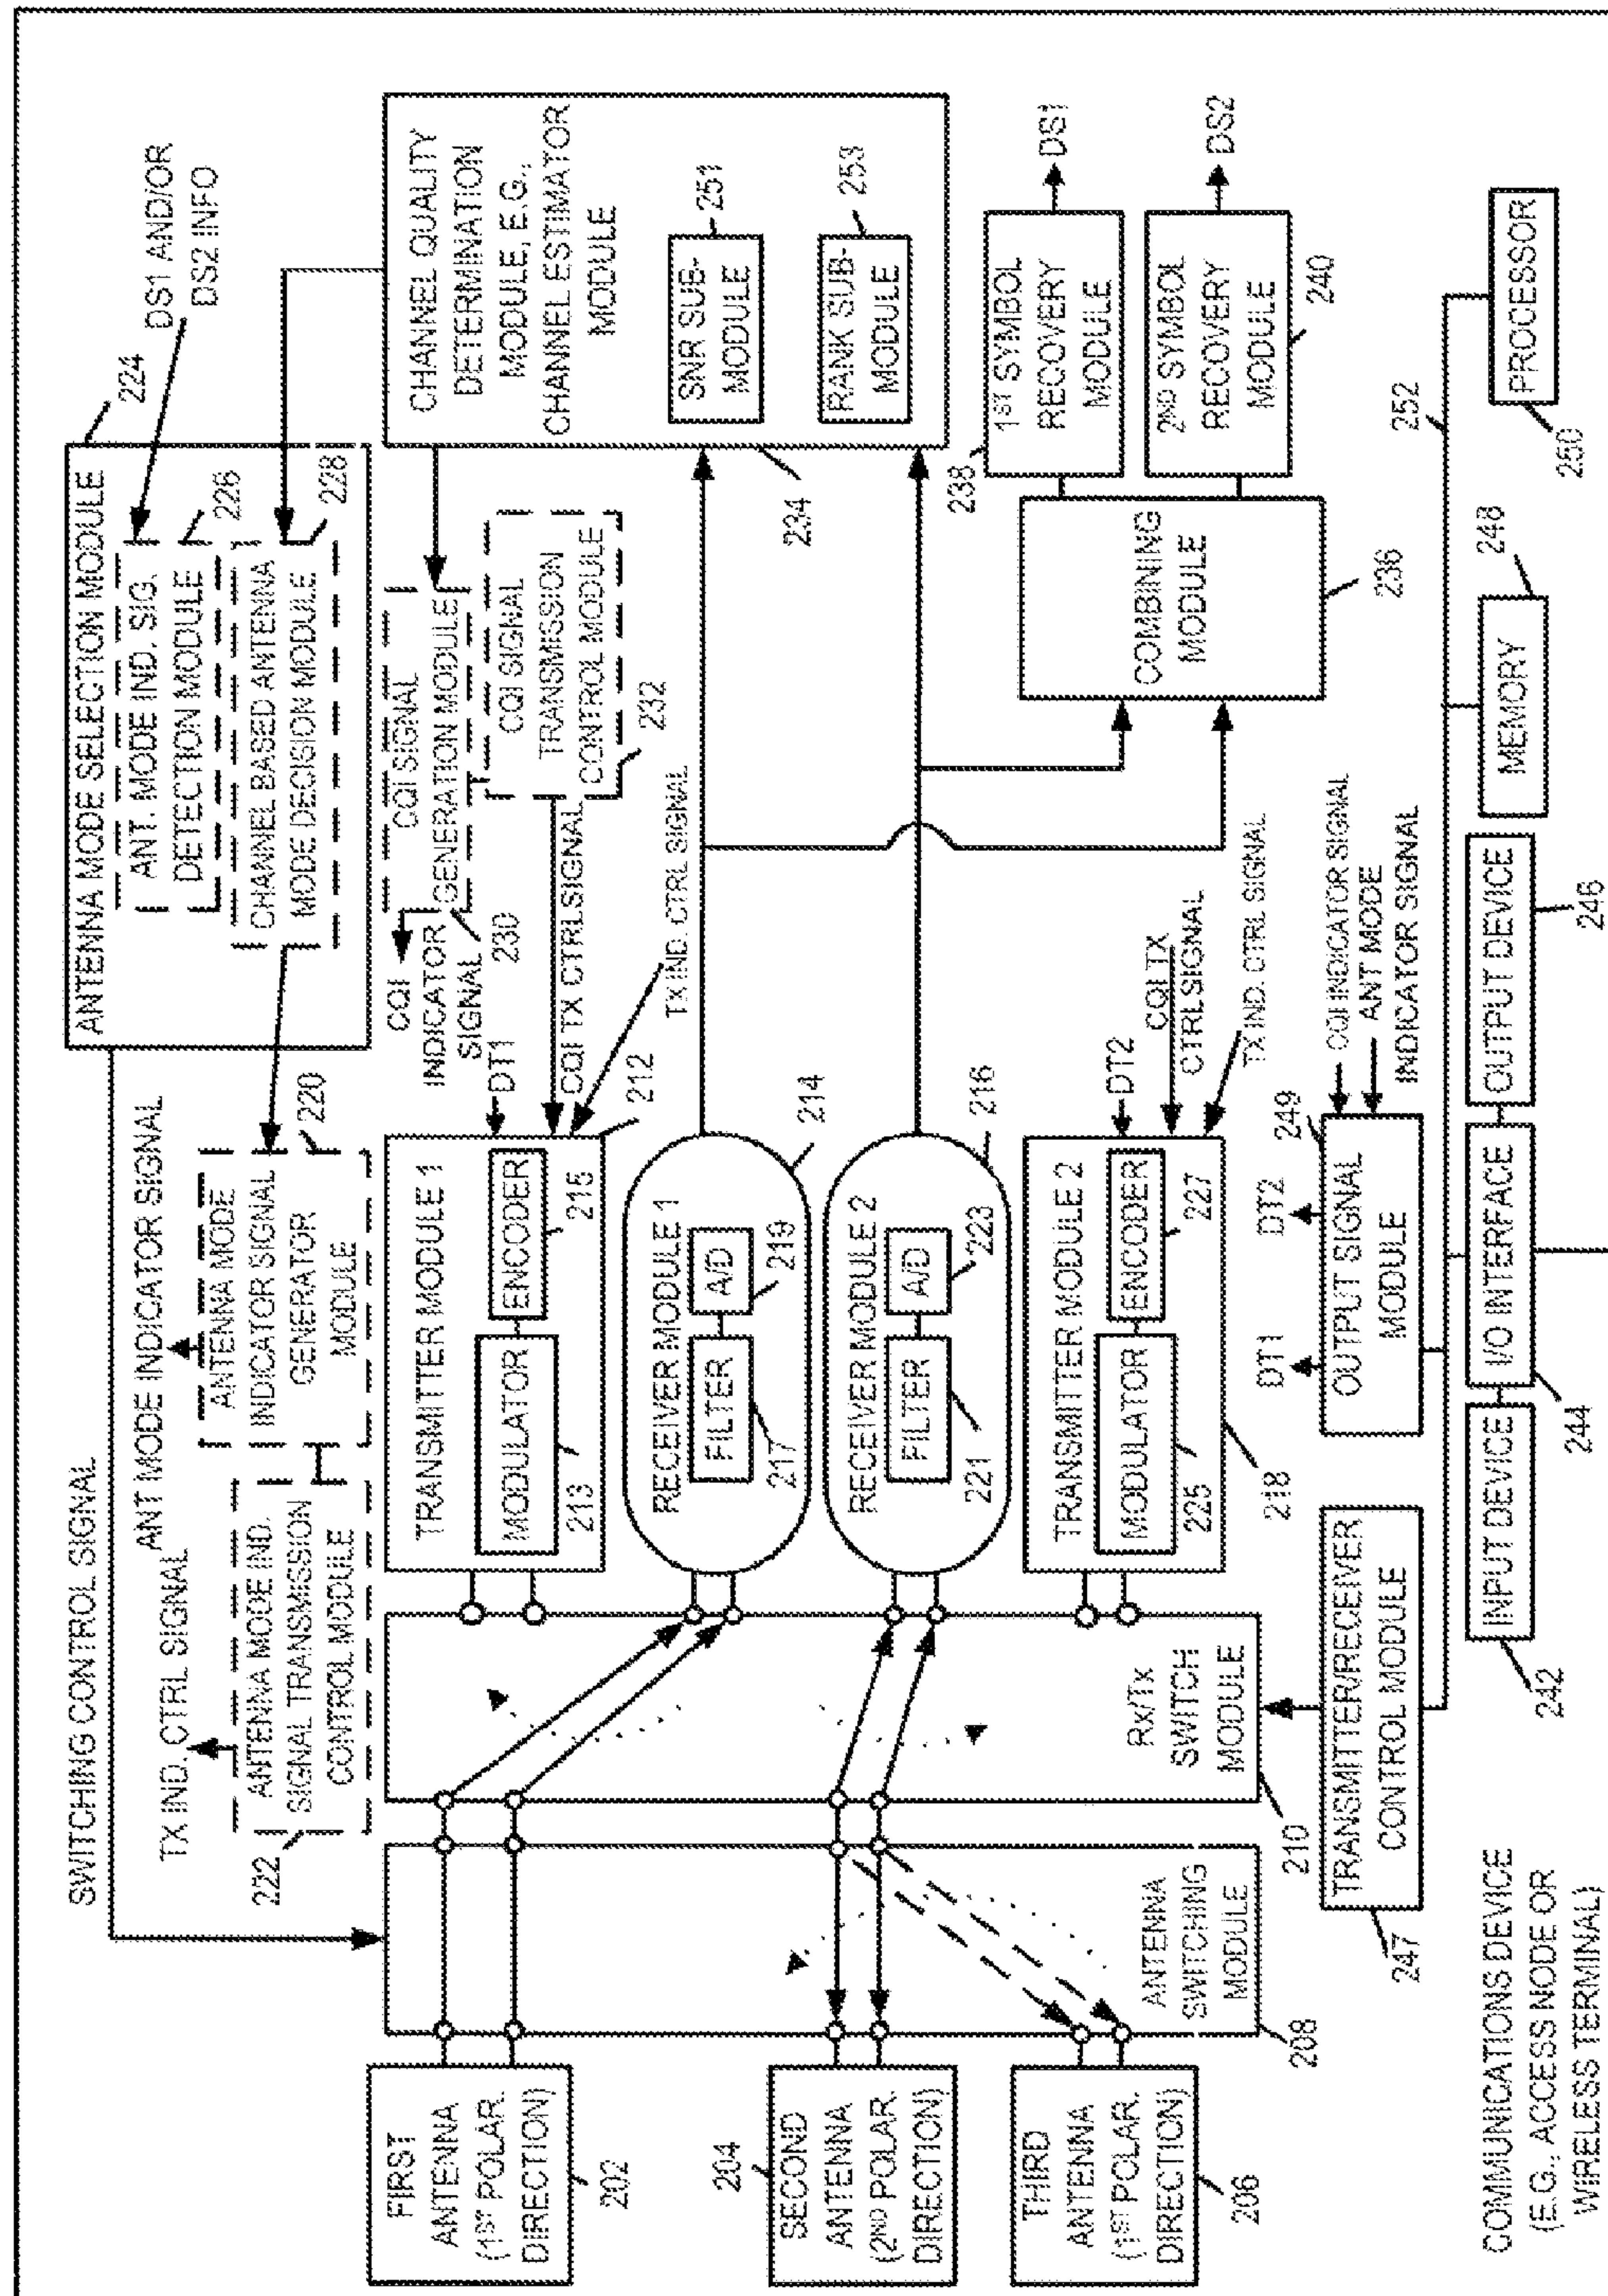 SWITCHING CONTROL SIGNAL
ANTENNA MODE SELECTION MODULE
224
ANT. MODE IND. SIG.
DETECTION MODULE
226
CHANNEL BASED ANTENNA
MODE DECISION MODULE
228
DS1 AND/OR
DS2 INFO
TX IND. CTRL SIGNAL
ANT MODE INDICATOR SIGNAL
ANTENNA MODE IND.
SIGNAL TRANSMISSION
CONTROL MODULE
222
ANTENNA MODE
INDICATOR SIGNAL
GENERATOR
MODULE
220
CQI
INDICATOR
SIGNAL
CQI SIGNAL
GENERATION MODULE
230
CQI SIGNAL
TRANSMISSION
CONTROL MODULE
232
CHANNEL QUALITY
DETERMINATION
MODULE, E.G.,
CHANNEL ESTIMATOR
MODULE
SNR SUB-
MODULE
251
RANK SUB-
MODULE
253
234
FIRST
ANTENNA
(1ST POLAR.
DIRECTION)
202
SECOND
ANTENNA
(2ND POLAR.
DIRECTION)
204
THIRD
ANTENNA
(1ST POLAR.
DIRECTION)
206
ANTENNA
SWITCHING
MODULE
208
Rx/Tx
SWITCH
MODULE
210
TRANSMITTER MODULE 1
MODULATOR
213
ENCODER
215
212
DT1
CQI TX CTRLSIGNAL
TX IND. CTRL SIGNAL
RECEIVER MODULE 1
FILTER
217
A/D
219
214
RECEIVER MODULE 2
FILTER
221
A/D
223
216
TRANSMITTER MODULE 2
MODULATOR
225
ENCODER
227
218
DT2
CQI TX
CTRLSIGNAL
TX IND. CTRL SIGNAL
COMBINING
MODULE
236
238
1ST SYMBOL
RECOVERY
MODULE
DS1
2ND SYMBOL
RECOVERY
MODULE
240
DS2
TRANSMITTER/RECEIVER
CONTROL MODULE
247
DT1
DT2
249
OUTPUT SIGNAL
MODULE
CQI INDICATOR SIGNAL
ANT MODE
INDICATOR SIGNAL
252
INPUT DEVICE
242
I/O INTERFACE
244
OUTPUT DEVICE
246
MEMORY
248
PROCESSOR
250
COMMUNICATIONS DEVICE
(E.G., ACCESS NODE OR
WIRELESS TERMINAL)